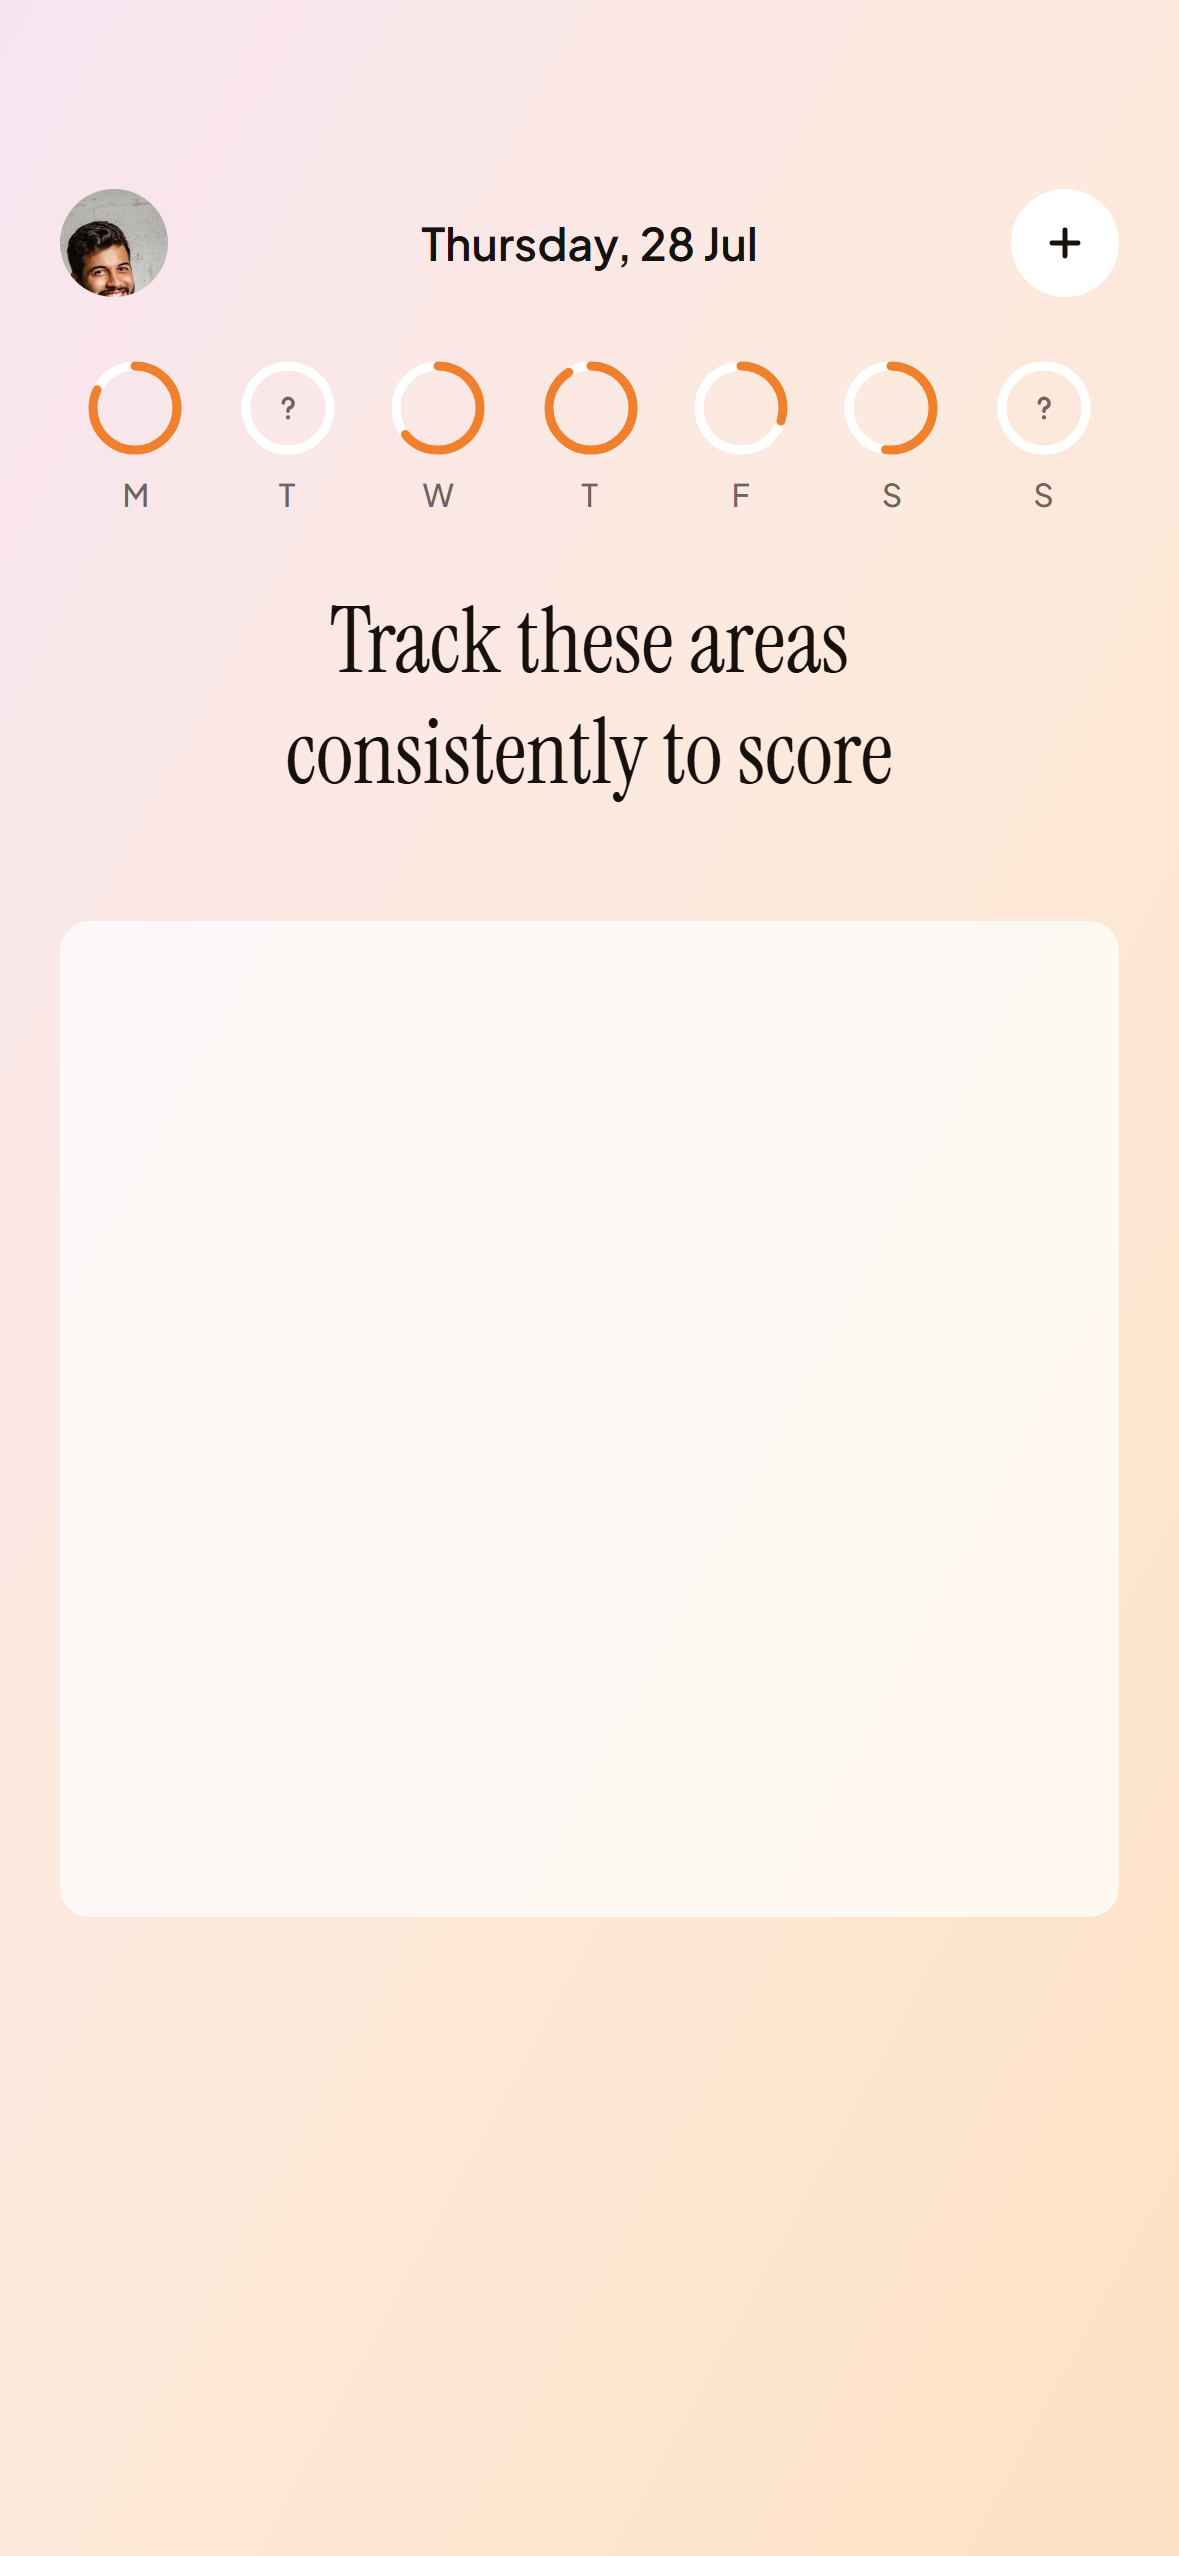 Thursday, 28 Jul
+
? ?
M T W T F S S
Track these areas
consistently to score